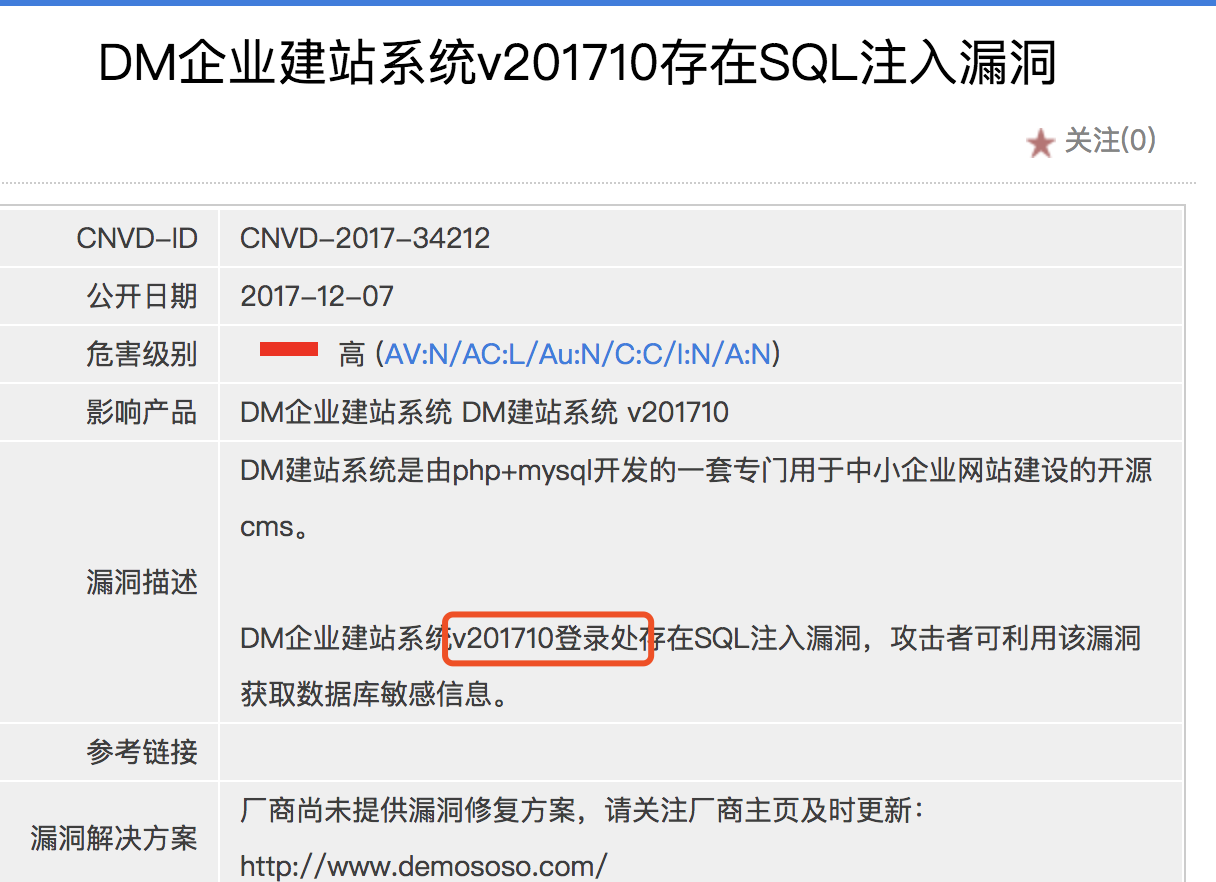 DM企业建站系统v201710存在SQL注入漏洞
关注(0)
CNVD-ID CNVD-2017-34212
公开日期 2017-12-07
危害级别 高 (AV:N/AC:L/Au:N/C:C/I:N/A:N)
影响产品 DM企业建站系统 DM建站系统 v201710
DM建站系统是由php+mysql开发的一套专门用于中小企业网站建设的开源
cms。
漏洞描述
DM企业建站系统v201710登录处存在SQL注入漏洞，攻击者可利用该漏洞
获取数据库敏感信息。
参考链接
厂商尚未提供漏洞修复方案，请关注厂商主页及时更新：
漏洞解决方案
http://www.demososo.com/